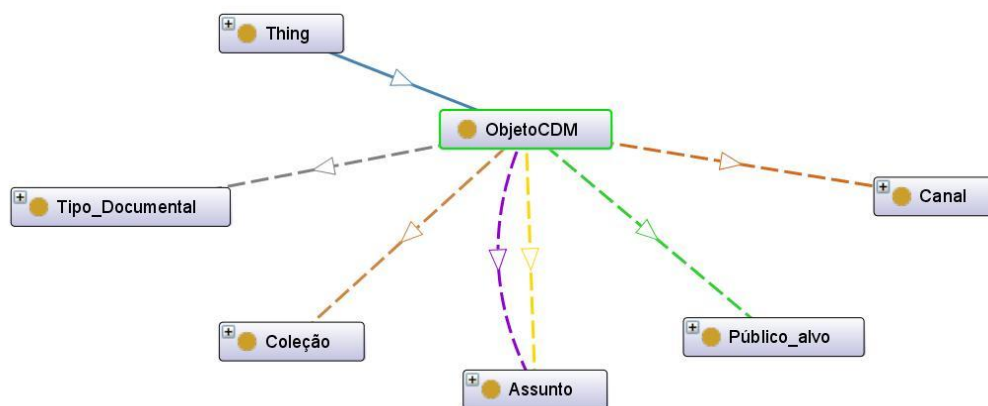 Thing
ObjetoCDM
Tipo_Documental
Canal
Coleção
Público_alvo
Assunto